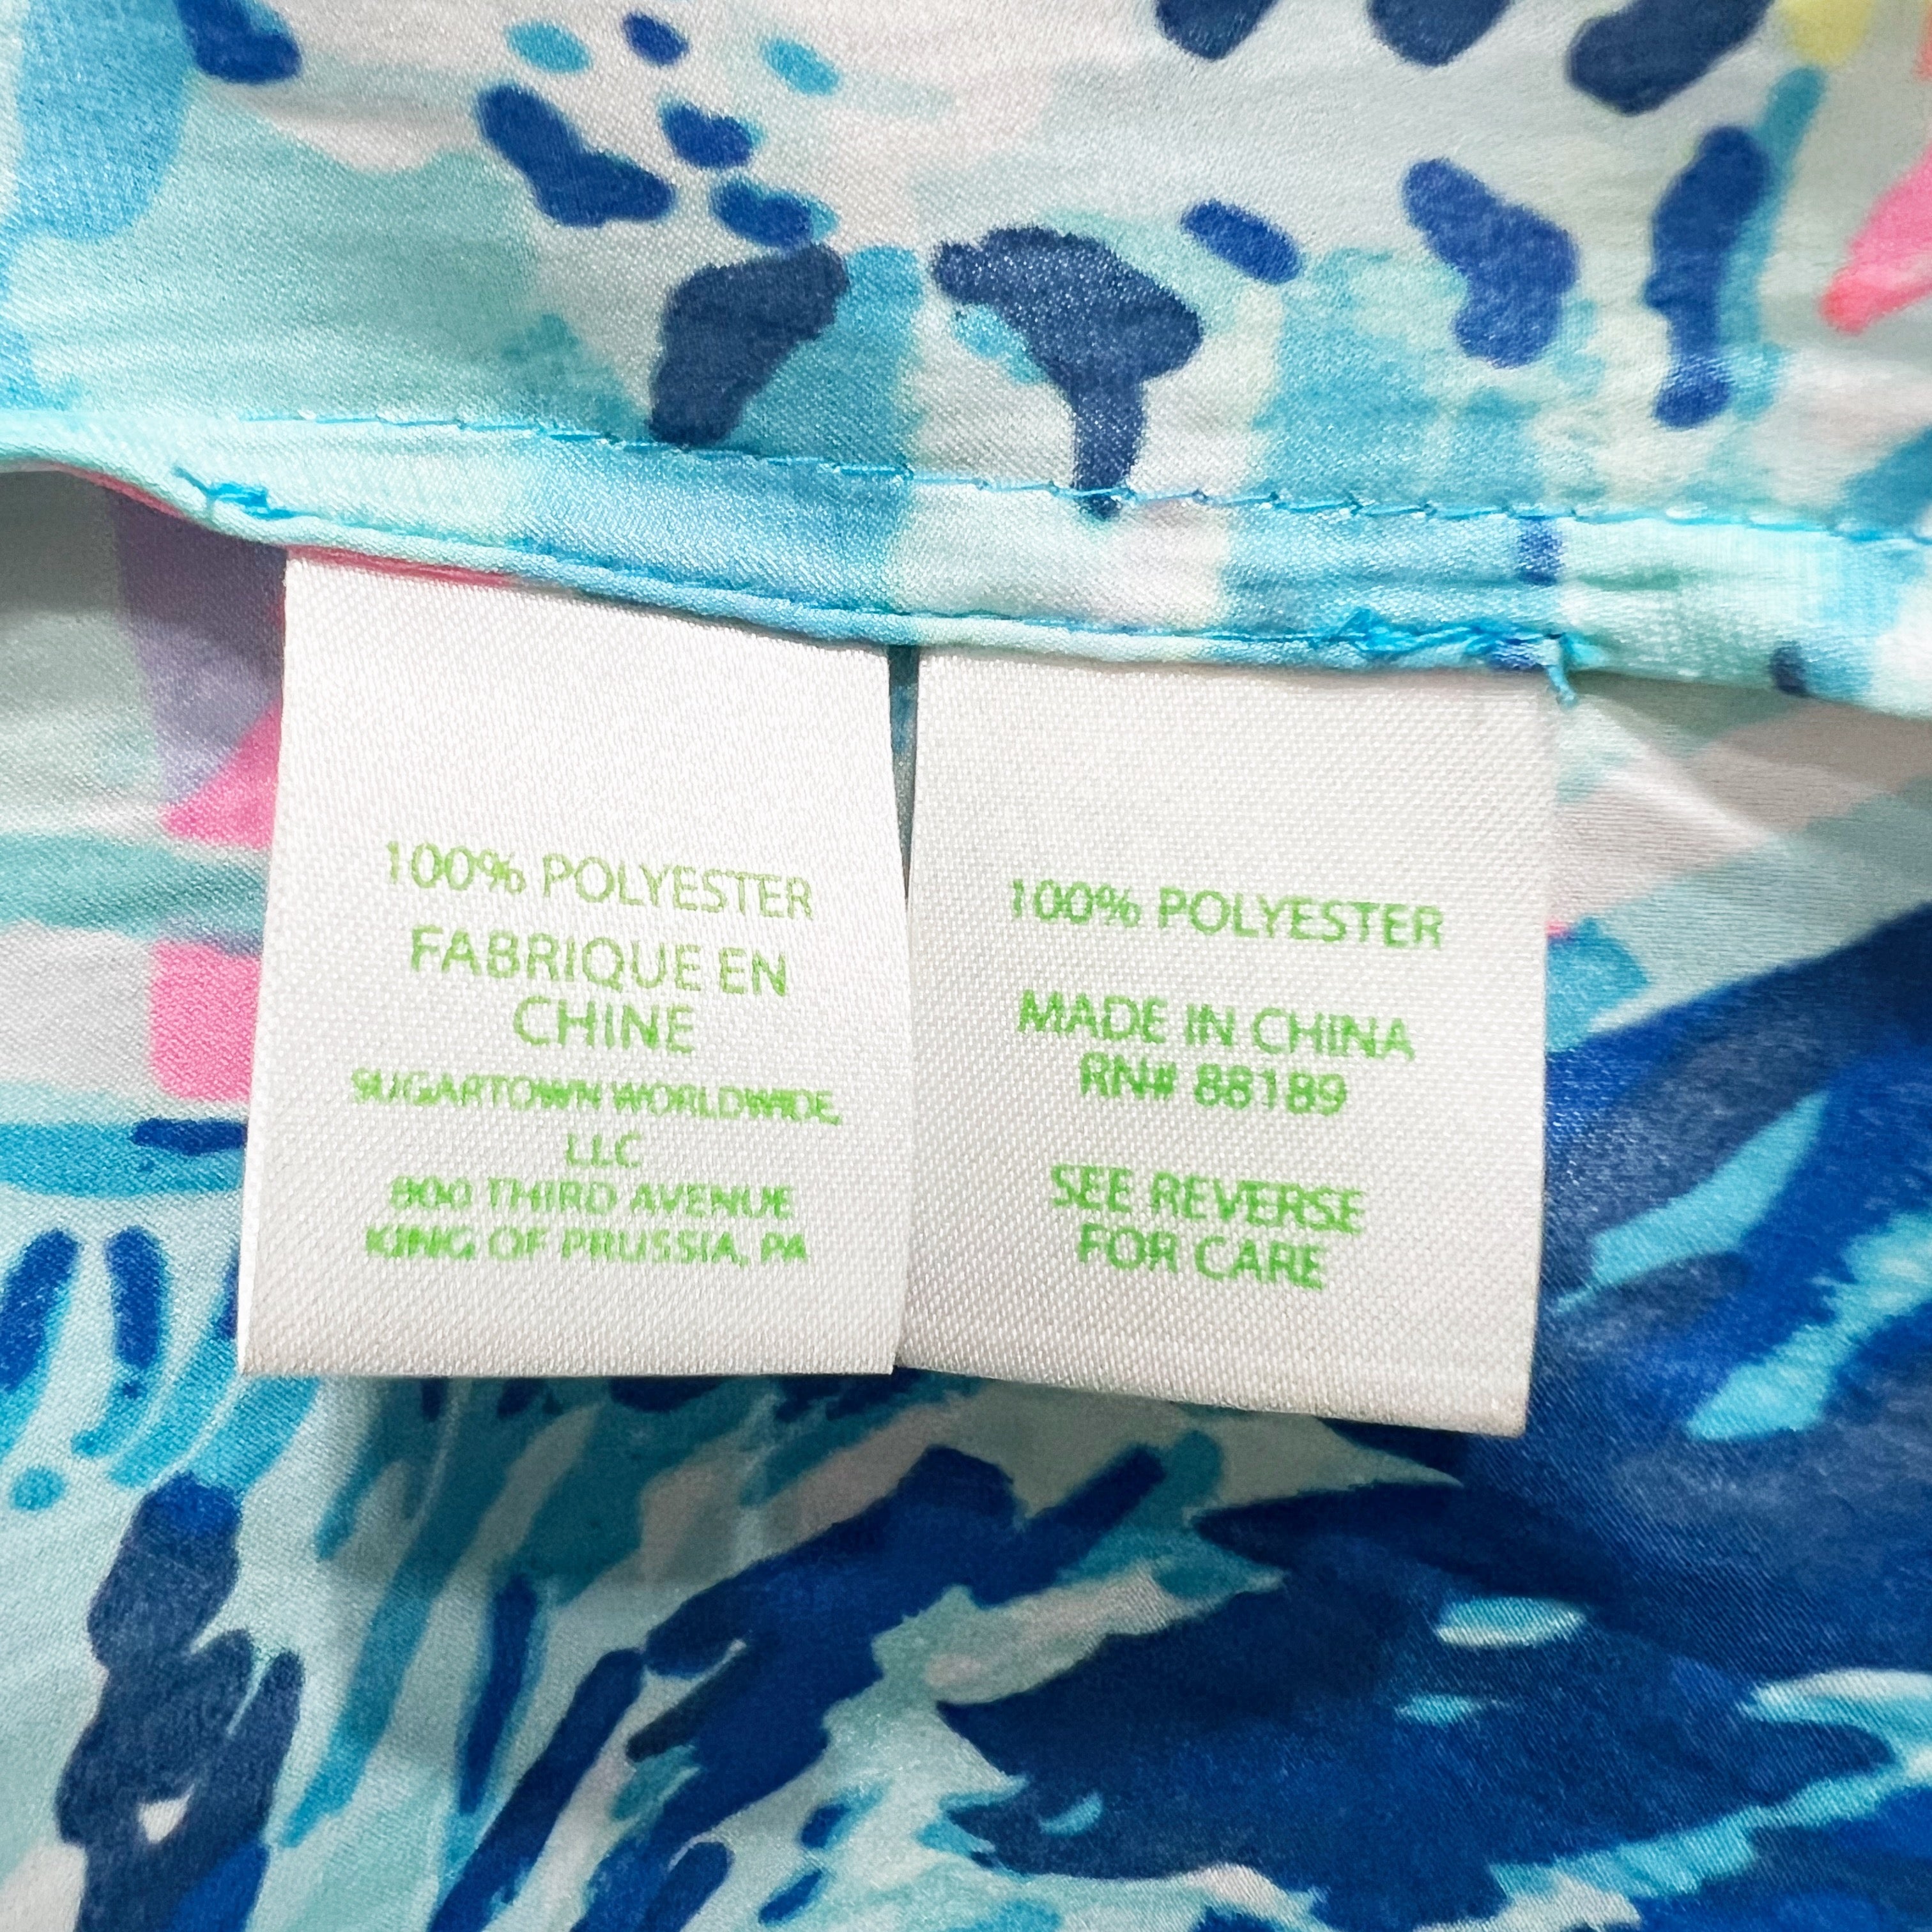 100% POLYESTER
FABRIQUE EN
CHINE
SUGARTOWN WORLDWIDE
LLC
800 THIRD AVENUE
KING OF PRUSSIA, PA
100% POLYESTER
MADE IN CHINA
RN# 88189
SEE REVERSE
FOR CARE